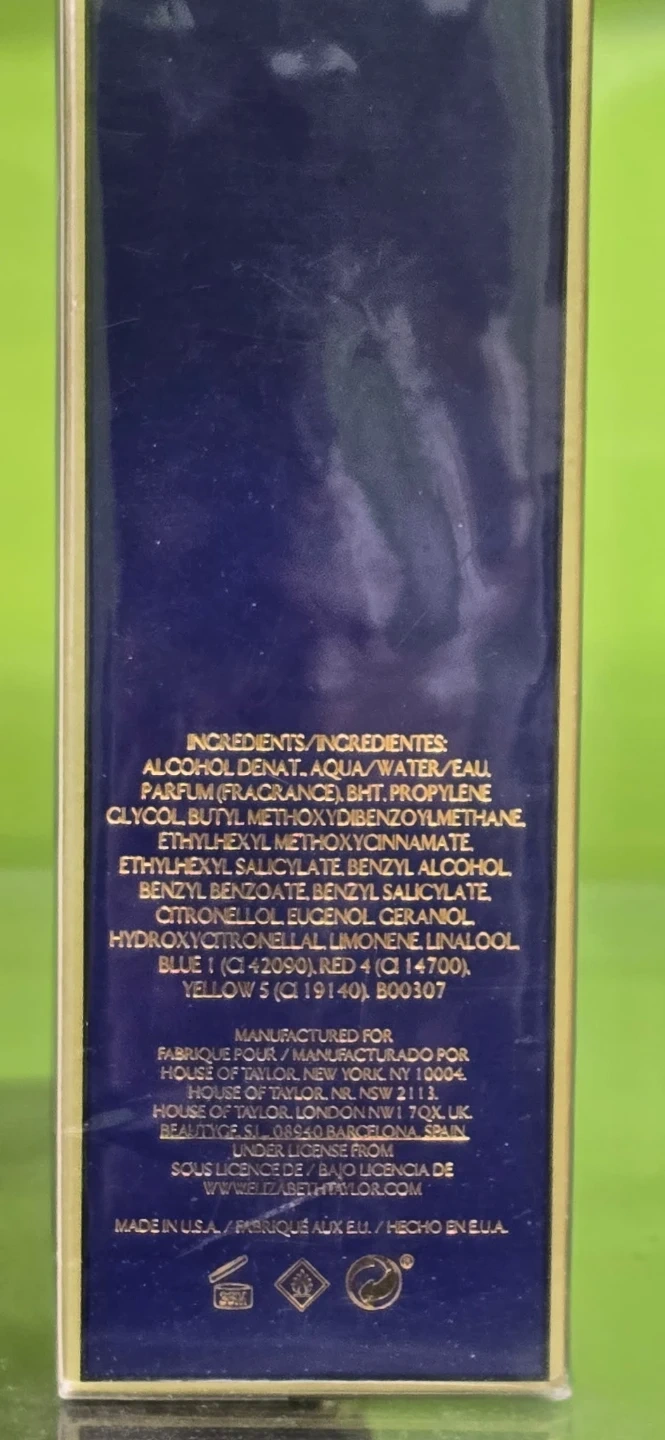 INGREDIENTS/INGREDIENTES:
ALCOHOL DENAT., AQUA/WATER/EAU,
PARFUM (FRAGRANCE), BHT, PROPYLENE
GLYCOL, BUTYL METHOXYDIBENZOYLMETHANE,
ETHYLHEXYL METHOXYCINNAMATE,
ETHYLHEXYL SALICYLATE, BENZYL ALCOHOL,
BENZYL BENZOATE, BENZYL SALICYLATE,
CITRONELLOL, EUGENOL, GERANIOL,
HYDROXYCITRONELLAL, LIMONENE, LINALOOL,
BLUE 1 (CI 42090), RED 4 (CI 14700),
YELLOW 5 (CI 19140). B00307
MANUFACTURED FOR
FABRIQUÉ POUR / MANUFACTURADO POR
HOUSE OF TAYLOR, NEW YORK, NY 10004.
HOUSE OF TAYLOR, NR, NSW 2113.
HOUSE OF TAYLOR, LONDON NW1 7QX, UK.
BEAUTYGE, S.L., 08940 BARCELONA, SPAIN
UNDER LICENSE FROM
SOUS LICENCE DE / BAJO LICENCIA DE
WWW.ELIZABETHTAYLOR.COM
MADE IN U.S.A. / FABRIQUÉ AUX E.U. / HECHO EN E.U.A.